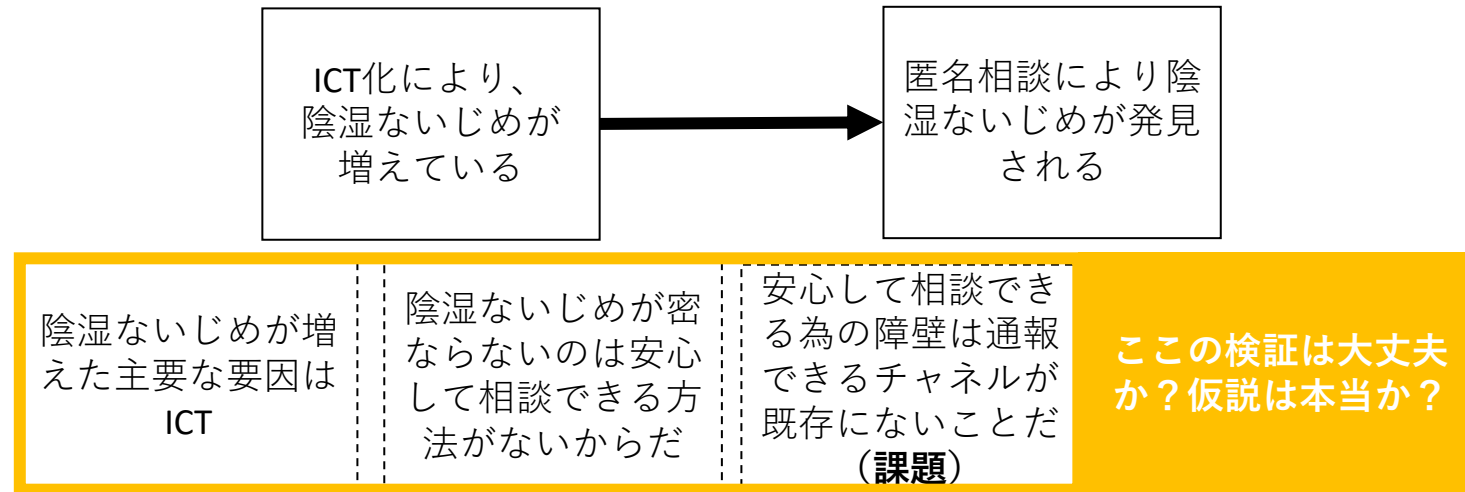 ICT化により、
陰湿ないじめが
増えている
匿名相談により陰
湿ないじめが発見
される
陰湿ないじめが増
えた主要な要因は
ICT
陰湿ないじめが密
ならないのは安心
して相談できる方
法がないからだ
安心して相談でき
る為の障壁は通報
できるチャネルが
既存にないことだ
（課題）
ここの検証は大丈夫
か？仮説は本当か？